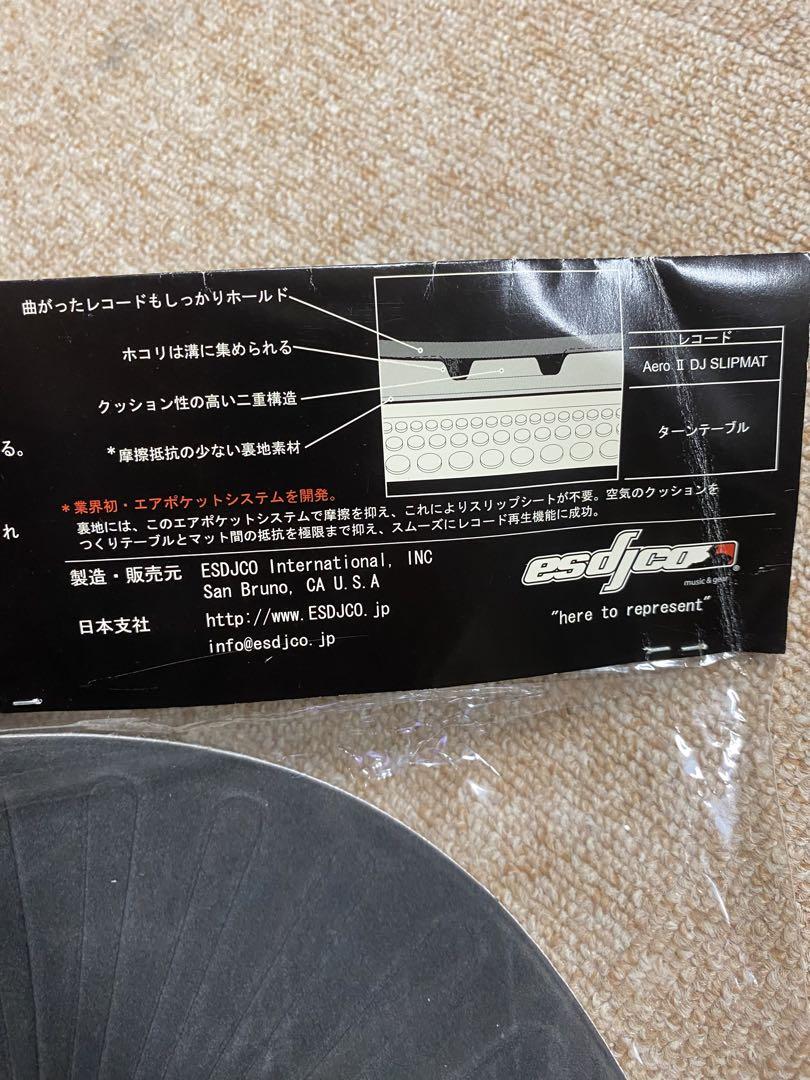 曲がったレコードもしっかりホールド
ホコリは溝に集められる
クッション性の高い二重構造
*摩擦抵抗の少ない裏地素材
レコード
Aero Ⅱ DJ SLIPMAT
ターンテーブル
る。
れ
*業界初・エアポケットシステムを開発。
裏地には、このエアポケットシステムで摩擦を抑え、これによりスリップシートが不要。空気のクッションを
つくりテーブルとマット間の抵抗を極限まで抑え、スムーズにレコード再生機能に成功。
製造・販売元 ESDJCO International, INC
San Bruno, CA U.S.A
日本支社 http://www.ESDJCO.jp
info@esdjco.jp
esdjco®
music & gear
"here to represent"